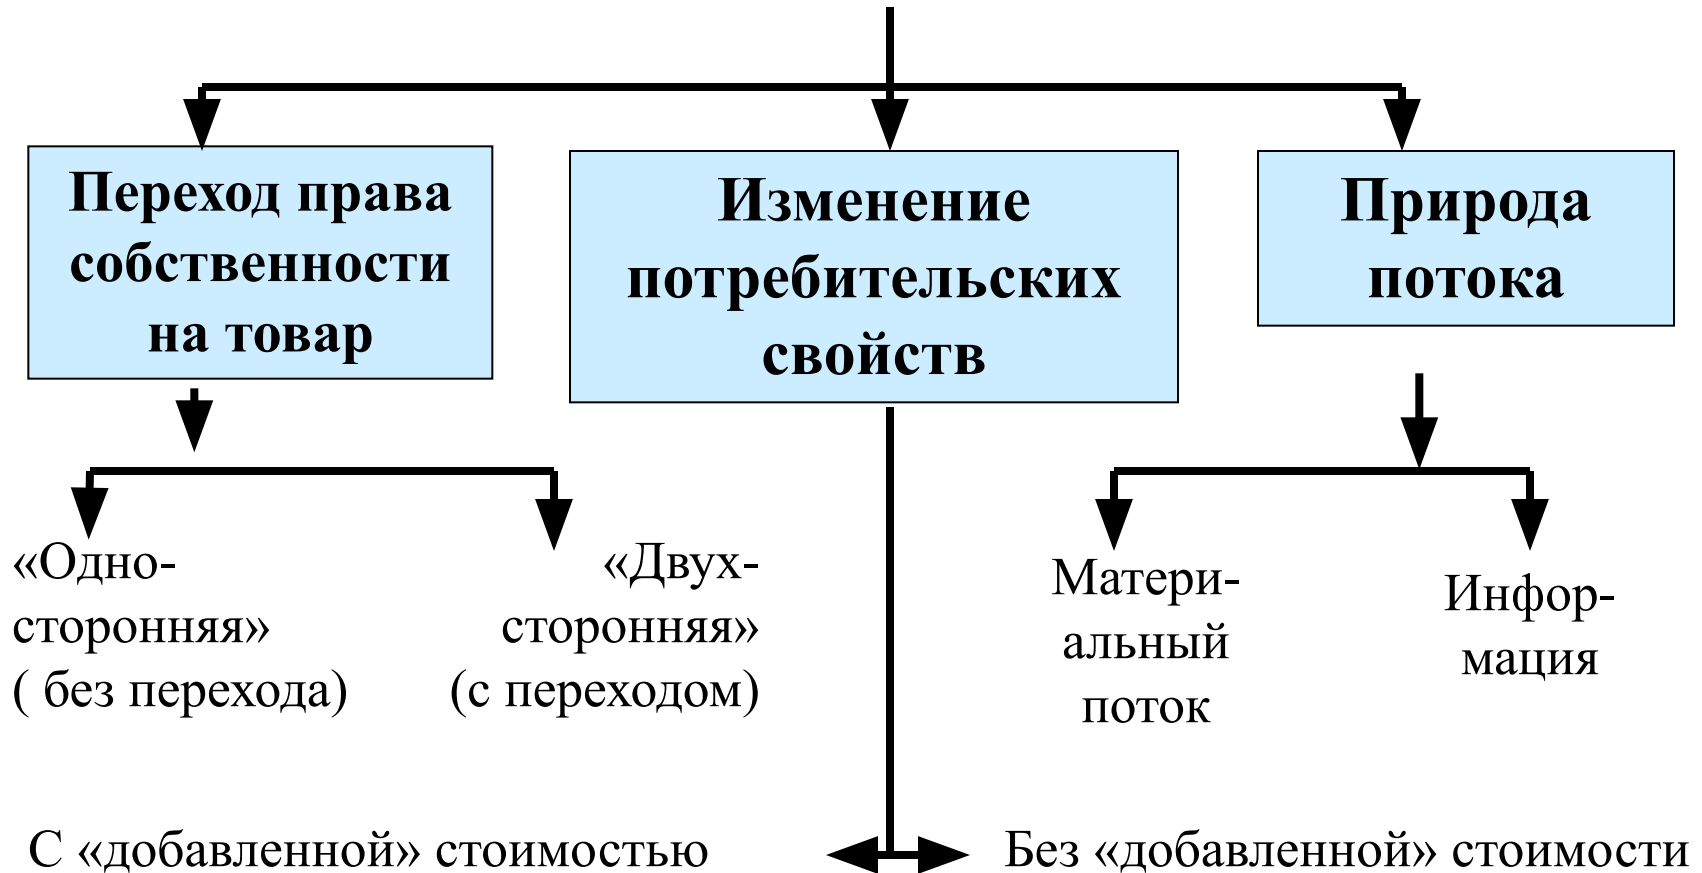 Переход права
собственности
на товар
Изменение
потребительских
свойств
Природа
потока
«Одно-
сторонняя»
( без перехода)
«Двух-
сторонняя»
(с переходом)
Матери-
альный
поток
Инфор-
мация
С «добавленной» стоимостью
Без «добавленной» стоимости